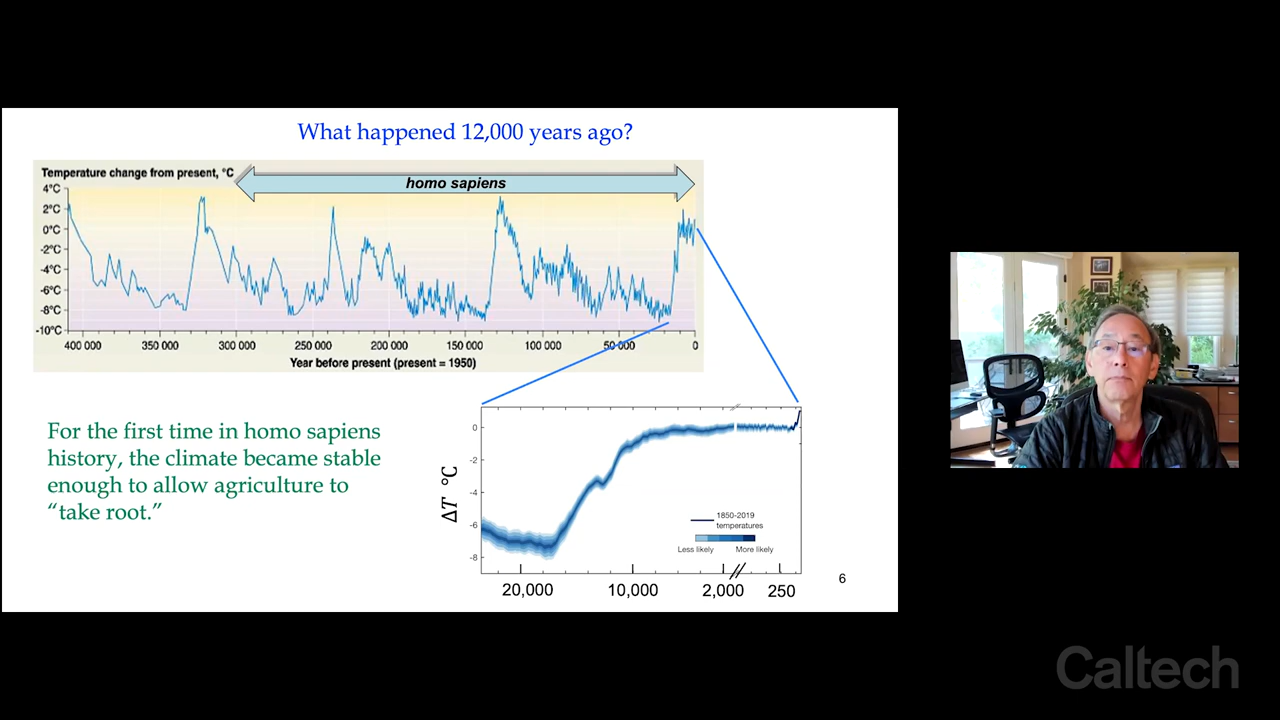 What happened 12,000 years ago?
Temperature change from present, °C
homo sapiens
4°C
2°C
0°C
-2°C
-4°C
-6°C
-8°C
-10°C
400 000 350 000 300 000 250 000 200 000 150 000 100 000 50 000 0
Year before present (present = 1950)
For the first time in homo sapiens
history, the climate became stable
enough to allow agriculture to
“take root.”
ΔT °C
0
-2
-4
-6
-8
1850-2019
temperatures
Less likely More likely
20,000 10,000 2,000 250
6
Caltech